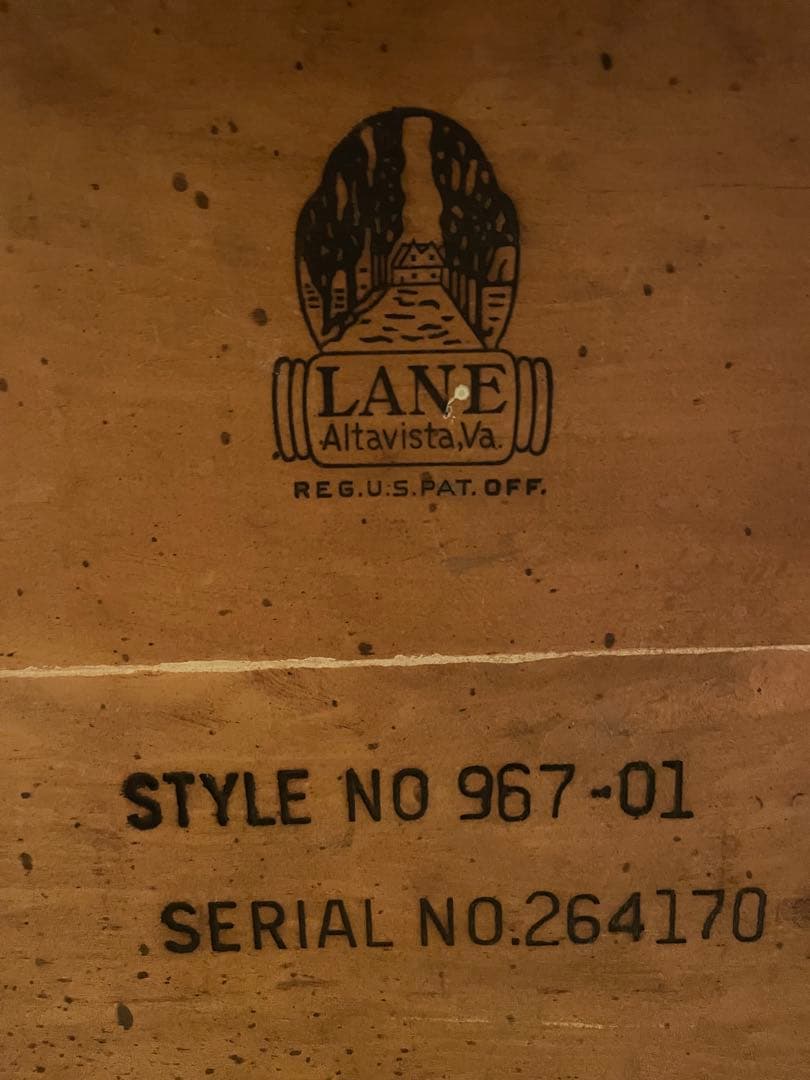 LANE
Altavista,Va.
REG.U.S.PAT.OFF.
STYLE NO 967-01
SERIAL NO.264170